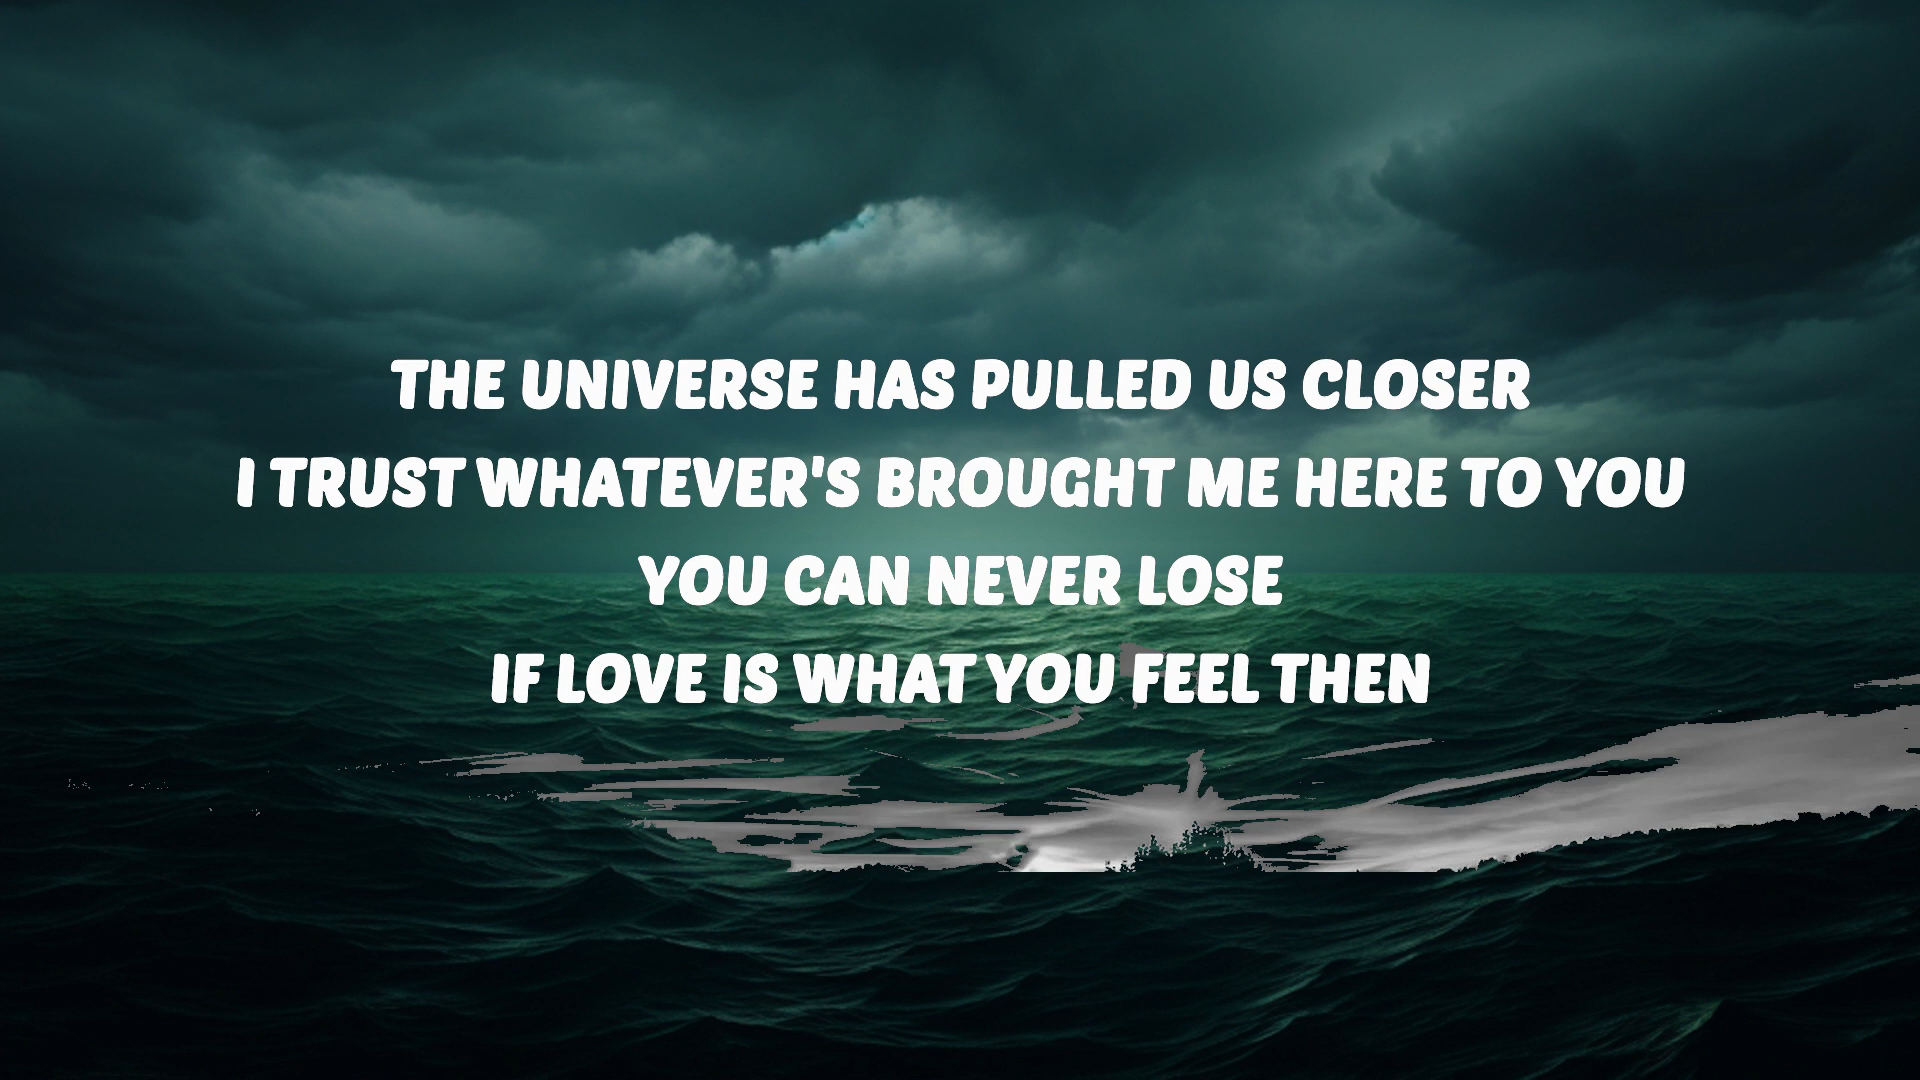 THE UNIVERSE HAS PULLED US CLOSER
I TRUST WHATEVER'S BROUGHT ME HERE TO YOU
YOU CAN NEVER LOSE
IF LOVE IS WHAT YOU FEEL THEN